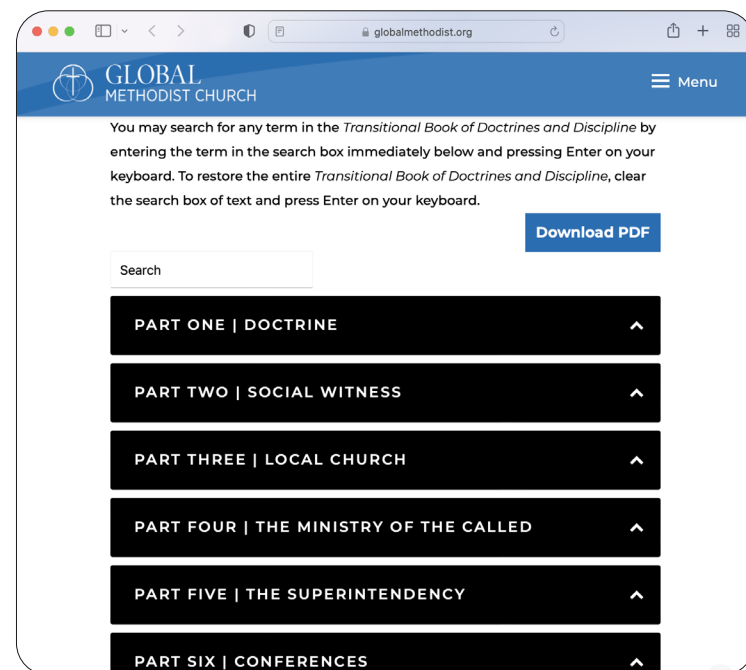 globalmethodist.org
GLOBAL
METHODIST CHURCH
Menu
You may search for any term in the Transitional Book of Doctrines and Discipline by
entering the term in the search box immediately below and pressing Enter on your
keyboard. To restore the entire Transitional Book of Doctrines and Discipline, clear
the search box of text and press Enter on your keyboard.
Download PDF
Search
PART ONE | DOCTRINE
PART TWO | SOCIAL WITNESS
PART THREE | LOCAL CHURCH
PART FOUR | THE MINISTRY OF THE CALLED
PART FIVE | THE SUPERINTENDENCY
PART SIX | CONFERENCES